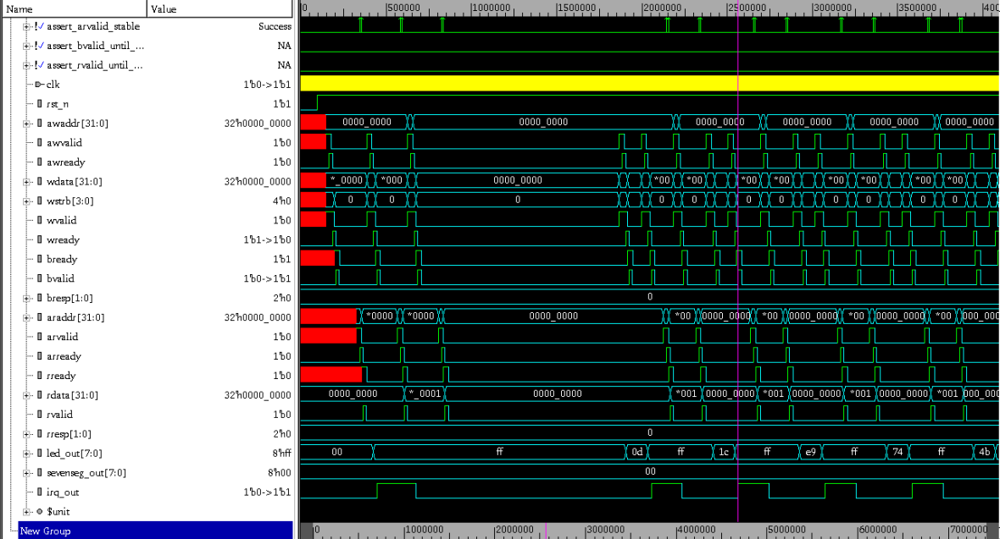 Name Value 0 500000 1000000 1500000 2000000 2500000 3000000 3500000 400
assert_arvalid_stable Success
assert_bvalid_until_... NA
assert_rvalid_until_... NA
clk 1'b0->1'b1
rst_n 1'b1
awaddr[31:0] 32'h0000_0000 0000_0000 0000_0000 0000_0000 0000_0000 0000_0000 0000_0000
awvalid 1'b0
awready 1'b0
wdata[31:0] 32'h0000_0000 *_0000 *000 0000_0000 *00 *00 *00 *00 *00 *00 *00 *00
wstrb[3:0] 4'h0 0 0 0 0 0 0 0 0 0 0 0
wvalid 1'b0
wready 1'b1->1'b0
bready 1'b1
bvalid 1'b0->1'b1
bresp[1:0] 2'h0 0
araddr[31:0] 32'h0000_0000 *0000 *0000 0000_0000 *00 0000_0000 *00 0000_0000 *00 0000_0000 *00 000_000
arvalid 1'b0
arready 1'b0
rready 1'b0
rdata[31:0] 32'h0000_0000 0000_0000 *_0001 0000_0000 *001 0000_0000 *001 0000_0000 *001 0000_0000 *001 000_000
rvalid 1'b0
rresp[1:0] 2'h0 0
led_out[7:0] 8'hff 00 ff 0d ff 1c ff e9 ff 74 ff 4b
sevenseg_out[7:0] 8'h00 00
irq_out 1'b0->1'b1
$unit
New Group 0 1000000 2000000 3000000 4000000 5000000 6000000 7000000